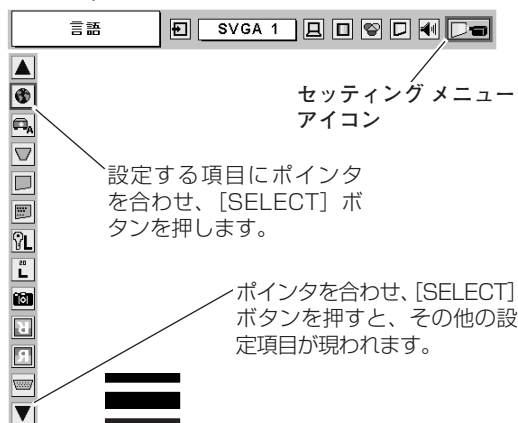 言語
SVGA 1
セッティング メニュー
アイコン
設定する項目にポインタ
を合わせ、［SELECT］ボ
タンを押します。
ポインタを合わせ、［SELECT］
ボタンを押すと、その他の設
定項目が現われます。
A
L
20
L
R
R